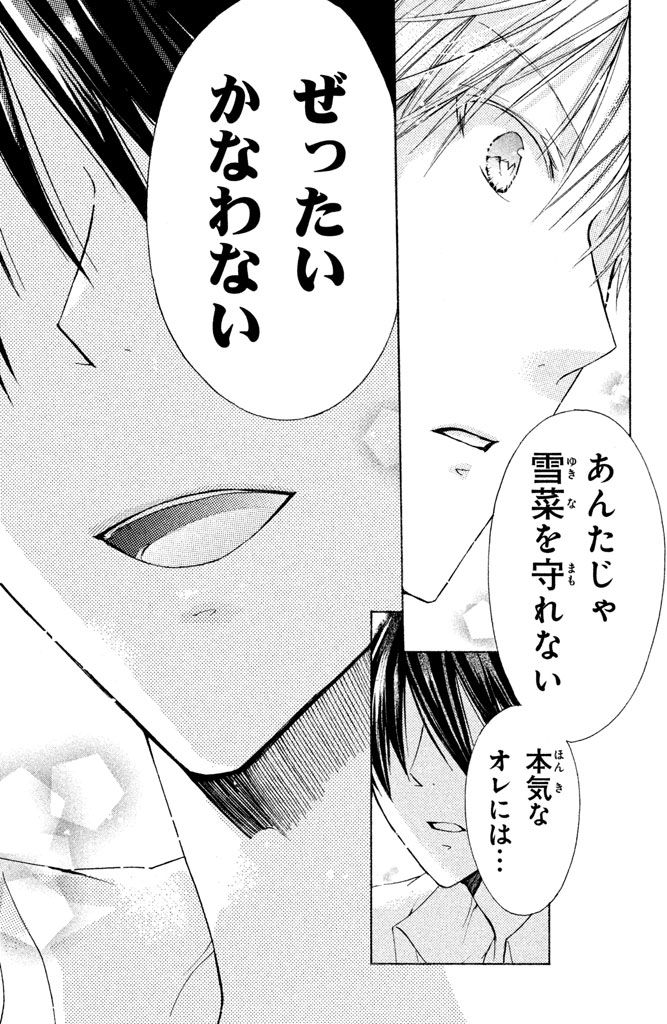 あんたじゃ
雪菜を守れない
本気な
オレには…
ぜったい
かなわない